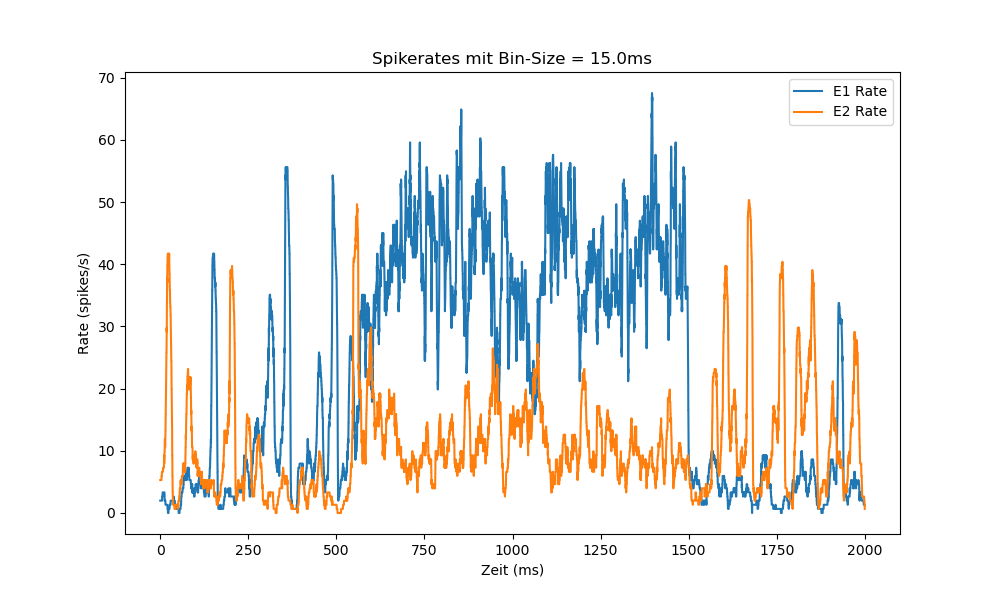 Spikerates mit Bin-Size = 15.0ms
E1 Rate
E2 Rate
70
60
50
40
30
20
10
0
Rate (spikes/s)
0 250 500 750 1000 1250 1500 1750 2000
Zeit (ms)